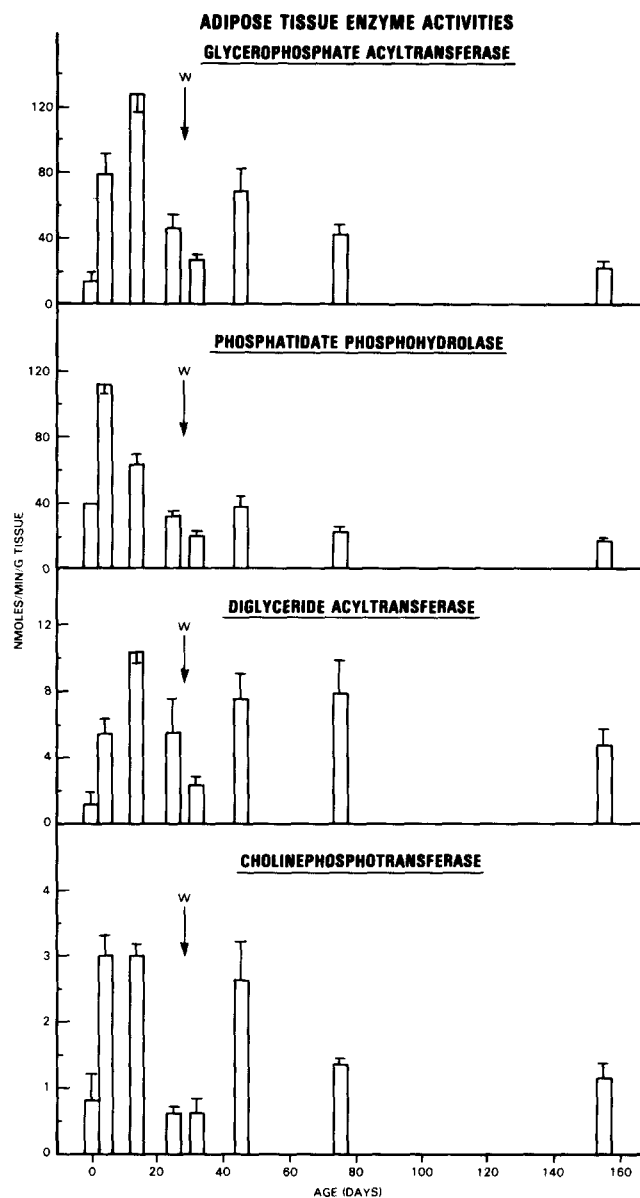 ADIPOSE TISSUE ENZYME ACTIVITIES
GLYCEROPHOSPHATE ACYLTRANSFERASE
W
120
80
40
0
PHOSPHATIDATE PHOSPHOHYDROLASE
W
120
80
40
0
NMOLES/MIN/G TISSUE
DIGLYCERIDE ACYLTRANSFERASE
W
12
8
4
0
CHOLINEPHOSPHOTRANSFERASE
W
4
3
2
1
0
0 20 40 60 80 100 120 140 160
AGE (DAYS)